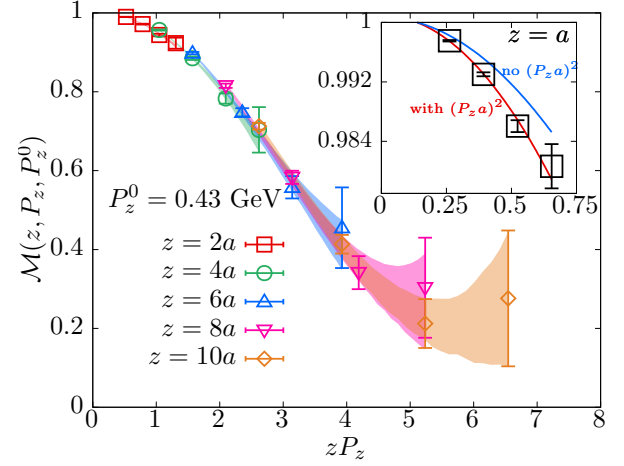 M(z, P_z, P_z^0)
1
0.8
0.6
0.4
0.2
0
0 1 2 3 4 5 6 7 8
zP_z
P_z^0 = 0.43 GeV
z = 2a
z = 4a
z = 6a
z = 8a
z = 10a
1
0.992
0.984
0 0.25 0.5 0.75
z = a
no (P_z a)^2
with (P_z a)^2